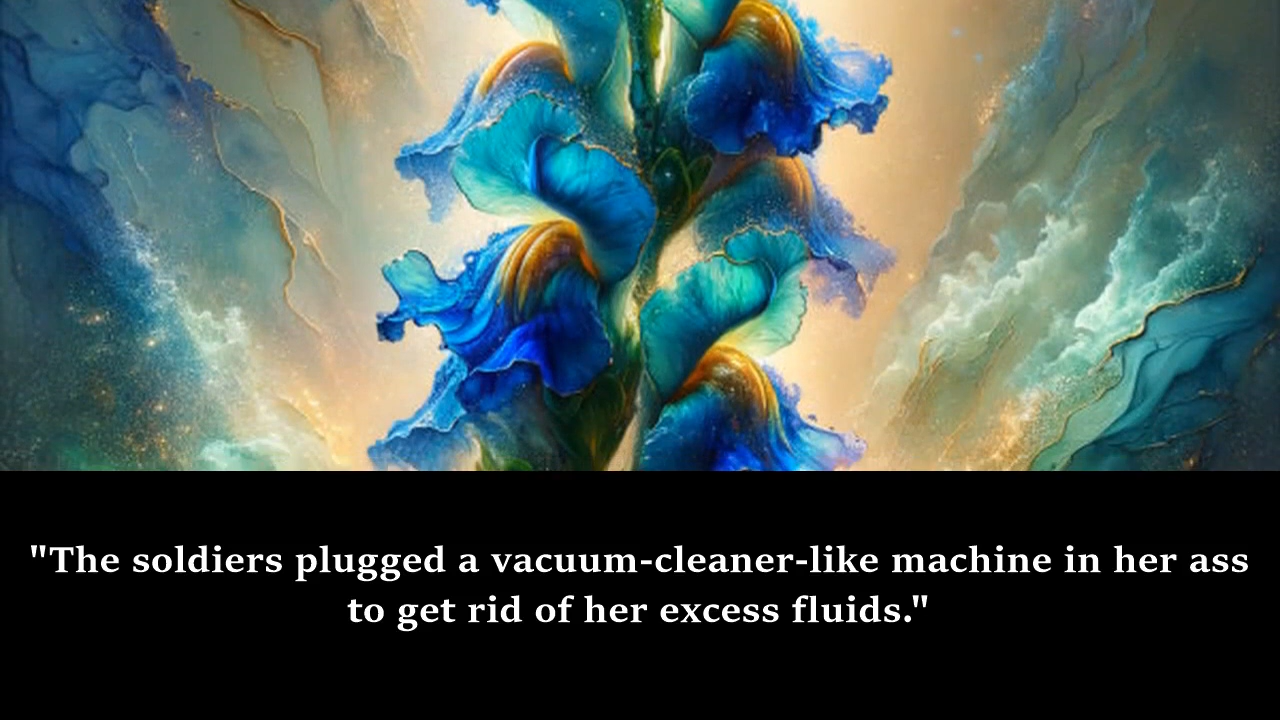 "The soldiers plugged a vacuum-cleaner-like machine in her ass
to get rid of her excess fluids."